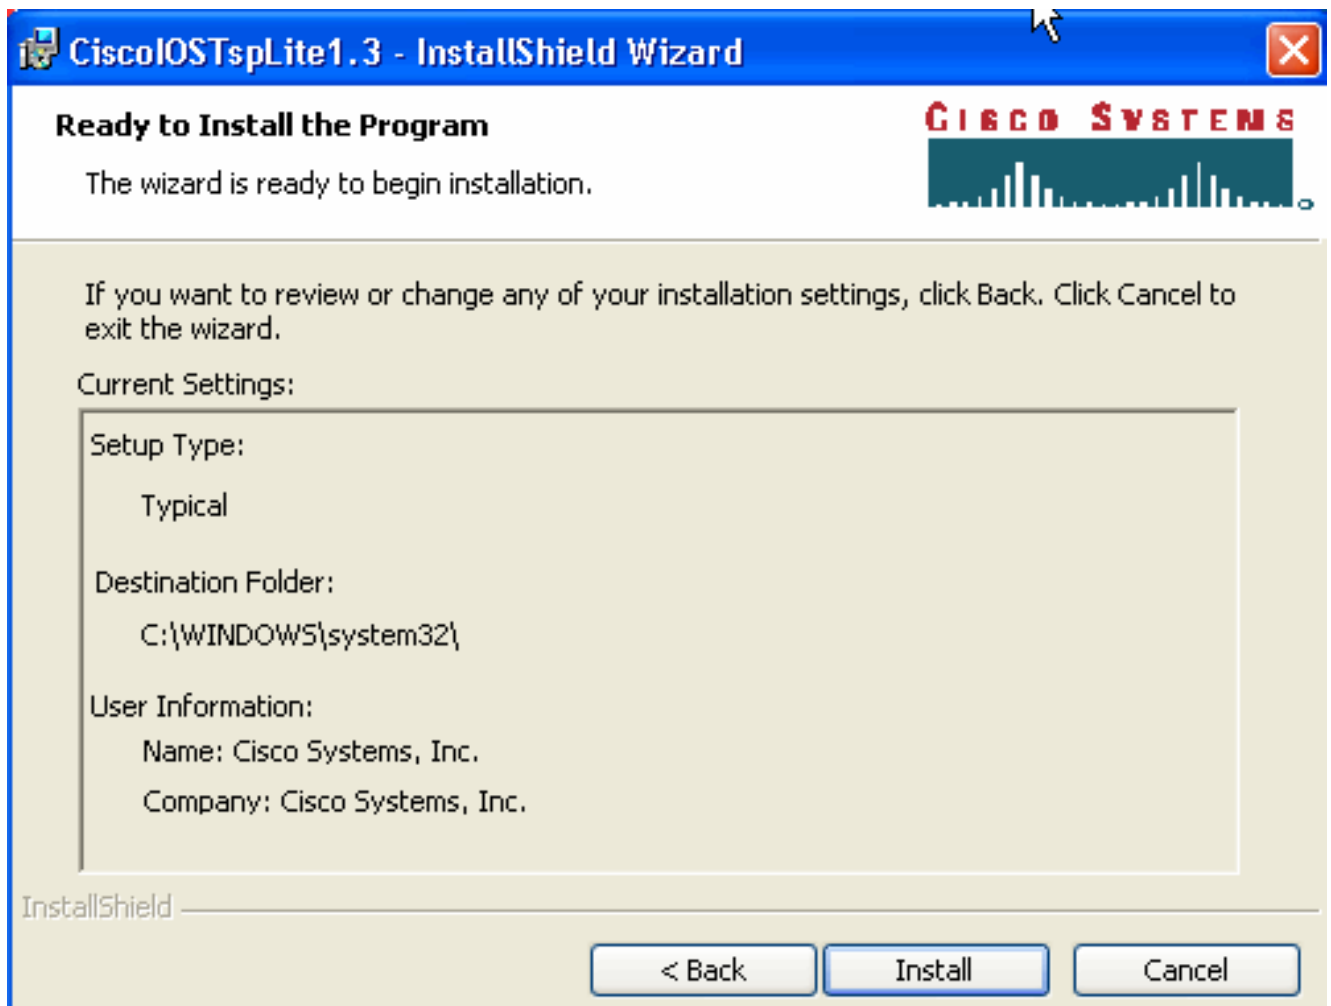 CiscoIOSTspLite1.3 - InstallShield Wizard
Ready to Install the Program
CISCO SYSTEMS
The wizard is ready to begin installation.
If you want to review or change any of your installation settings, click Back. Click Cancel to
exit the wizard.
Current Settings:
Setup Type:
Typical
Destination Folder:
C:\WINDOWS\system32\
User Information:
Name: Cisco Systems, Inc.
Company: Cisco Systems, Inc.
InstallShield
< Back
Install
Cancel